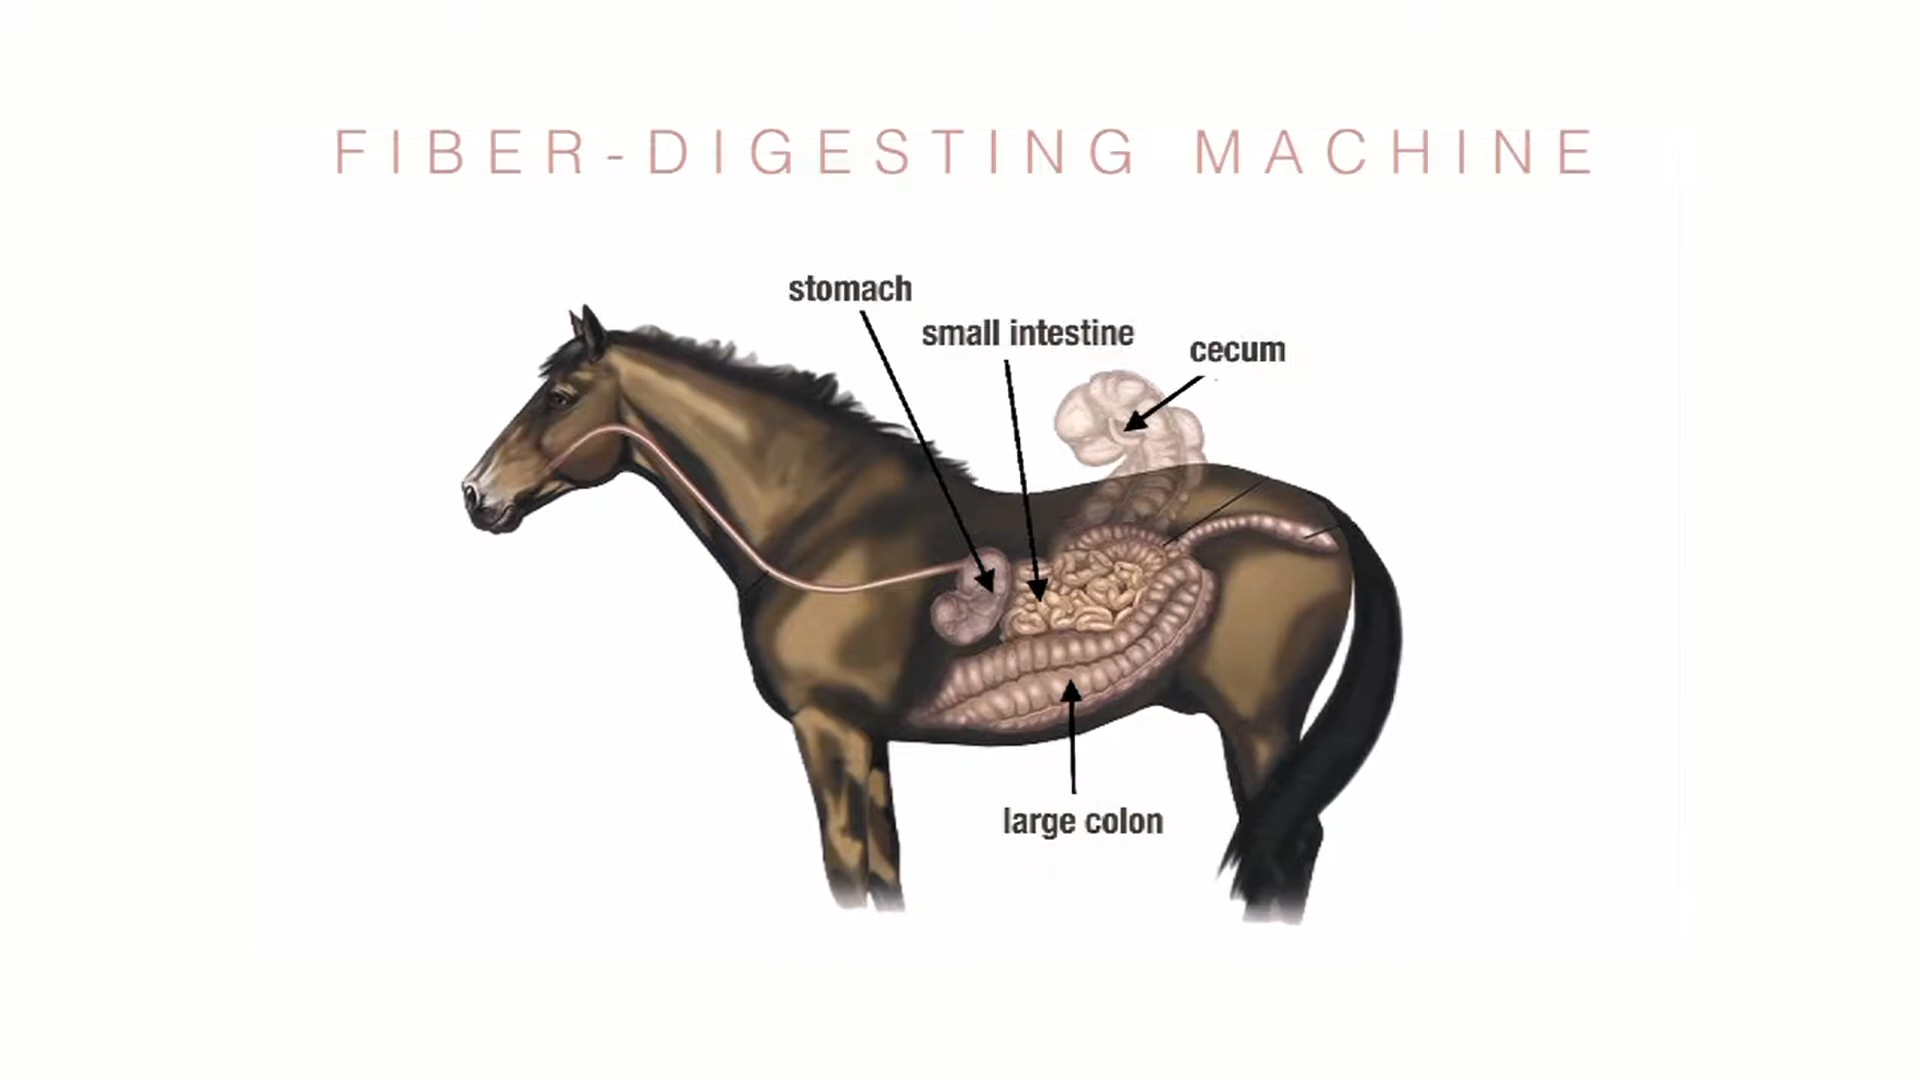 FIBER-DIGESTING MACHINE
stomach
small intestine
cecum
large colon